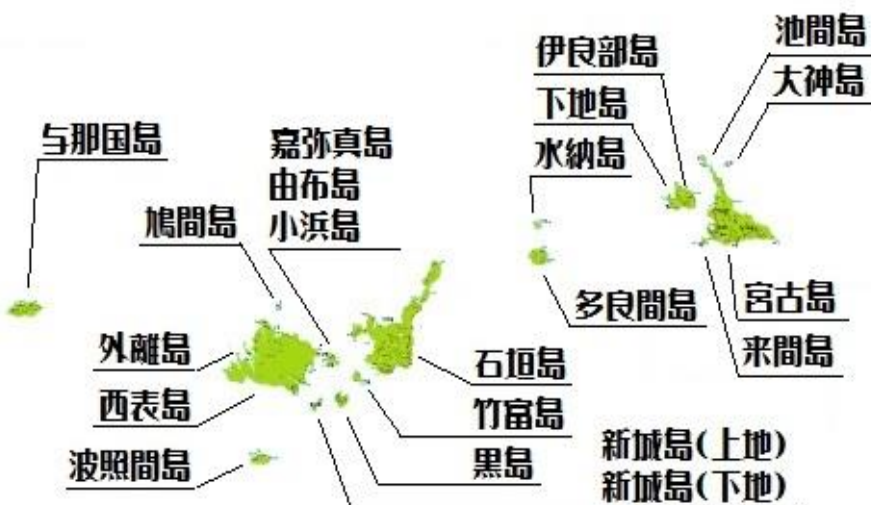 池間島
伊良部島
大神島
下地島
与那国島
嘉弥真島
水納島
由布島
鳩間島
小浜島
多良間島
宮古島
外離島
石垣島
来間島
西表島
竹富島
新城島(上地)
波照間島
黒島
新城島(下地)